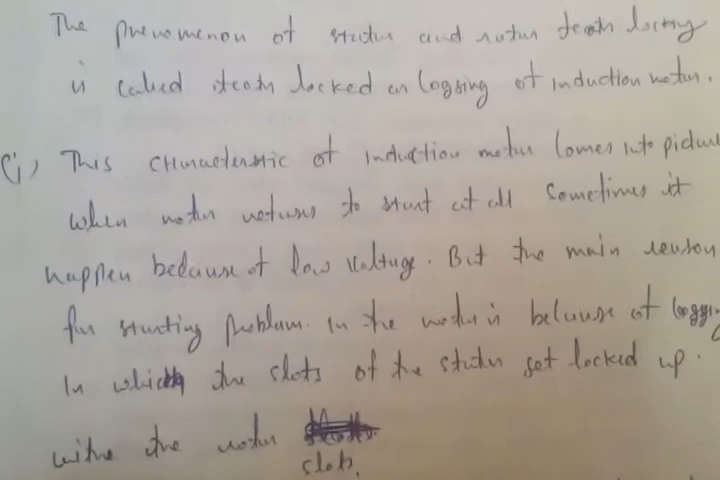 The phenomenon of stator and rotor teeth locking
is called teeth locked or Cogging of induction motor.
(i) This characteristic of induction motor comes into picture
when motor refuses to start at all sometimes it
happen because of low voltage. But the main reason
for starting problem. In the motor is because of coggin
In which the slots of the stator get locked up.
withe the rotor
slots.